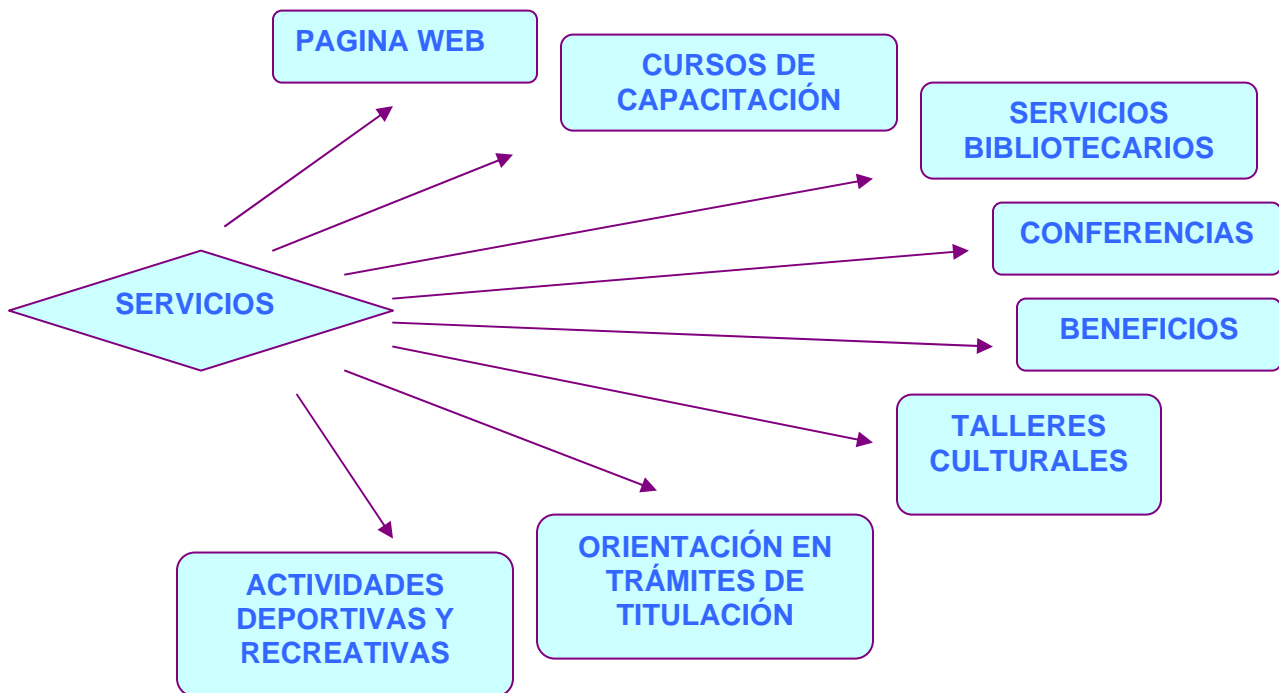 PAGINA WEB
CURSOS DE
CAPACITACIÓN
SERVICIOS
BIBLIOTECARIOS
CONFERENCIAS
SERVICIOS
BENEFICIOS
TALLERES
CULTURALES
ORIENTACIÓN EN
TRÁMITES DE
TITULACIÓN
ACTIVIDADES
DEPORTIVAS Y
RECREATIVAS